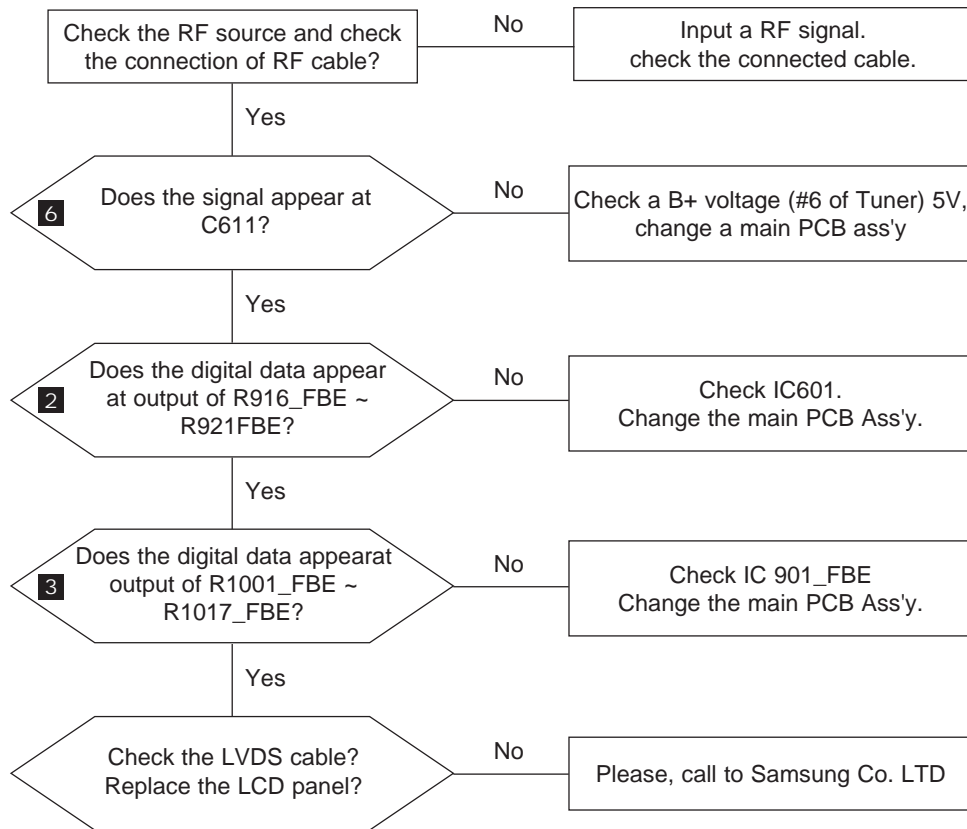 Check the RF source and check
the connection of RF cable?
No
Input a RF signal.
check the connected cable.
Yes
6
Does the signal appear at
C611?
No
Check a B+ voltage (#6 of Tuner) 5V,
change a main PCB ass'y
Yes
2
Does the digital data appear
at output of R916_FBE ~
R921FBE?
No
Check IC601.
Change the main PCB Ass'y.
Yes
3
Does the digital data appearat
output of R1001_FBE ~
R1017_FBE?
No
Check IC 901_FBE
Change the main PCB Ass'y.
Yes
Check the LVDS cable?
Replace the LCD panel?
No
Please, call to Samsung Co. LTD